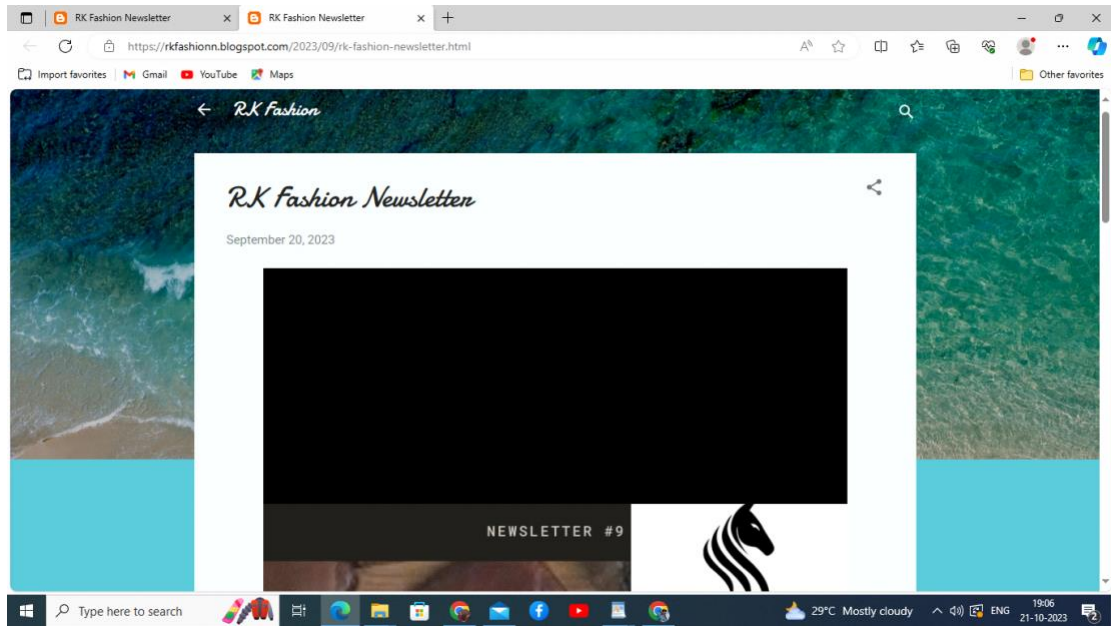 RK Fashion Newsletter
RK Fashion Newsletter
https://rkfashionn.blogspot.com/2023/09/rk-fashion-newsletter.html
Import favorites
Gmail
YouTube
Maps
Other favorites
RK Fashion
RK Fashion Newsletter
September 20, 2023
NEWSLETTER #9
Type here to search
29°C Mostly cloudy
ENG
19:06
21-10-2023
2